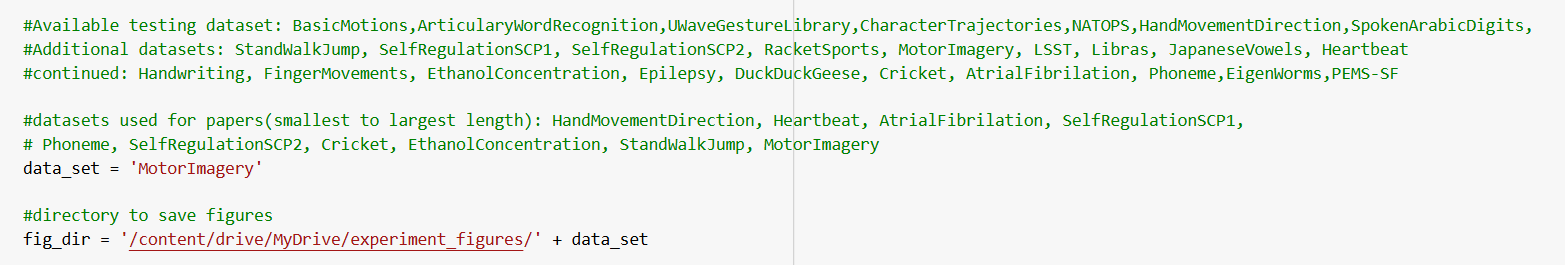 #Available testing dataset: BasicMotions,ArticularyWordRecognition,UWaveGestureLibrary,CharacterTrajectories,NATOPS,HandMovementDirection,SpokenArabicDigits,
#Additional datasets: StandWalkJump, SelfRegulationSCP1, SelfRegulationSCP2, RacketSports, MotorImagery, LSST, Libras, JapaneseVowels, Heartbeat
#continued: Handwriting, FingerMovements, EthanolConcentration, Epilepsy, DuckDuckGeese, Cricket, AtrialFibrilation, Phoneme,EigenWorms,PEMS-SF
#datasets used for papers(smallest to largest length): HandMovementDirection, Heartbeat, AtrialFibrilation, SelfRegulationSCP1,
# Phoneme, SelfRegulationSCP2, Cricket, EthanolConcentration, StandWalkJump, MotorImagery
data_set = 'MotorImagery'
#directory to save figures
fig_dir = '/content/drive/MyDrive/experiment_figures/' + data_set